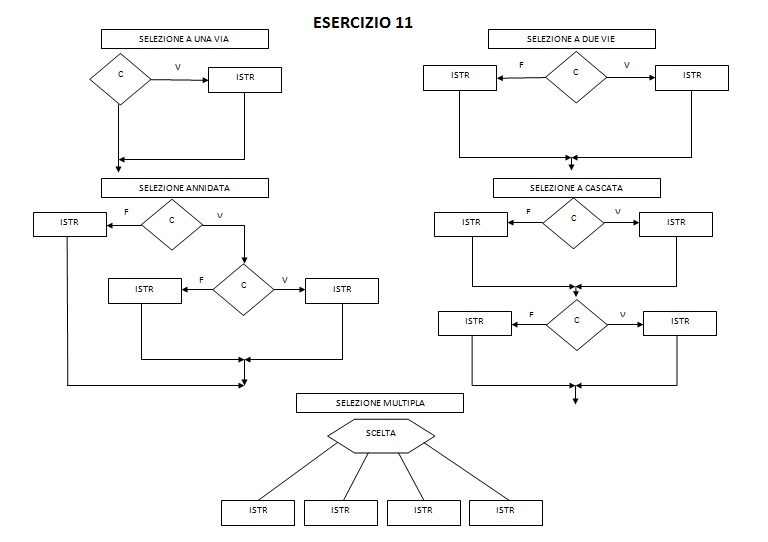 ESERCIZIO 11
SELEZIONE A UNA VIA
C
V
ISTR
SELEZIONE A DUE VIE
ISTR
F
C
V
ISTR
SELEZIONE ANNIDATA
ISTR
F
C
V
ISTR
F
C
V
ISTR
SELEZIONE A CASCATA
ISTR
F
C
V
ISTR
ISTR
F
C
V
ISTR
SELEZIONE MULTIPLA
SCELTA
ISTR
ISTR
ISTR
ISTR